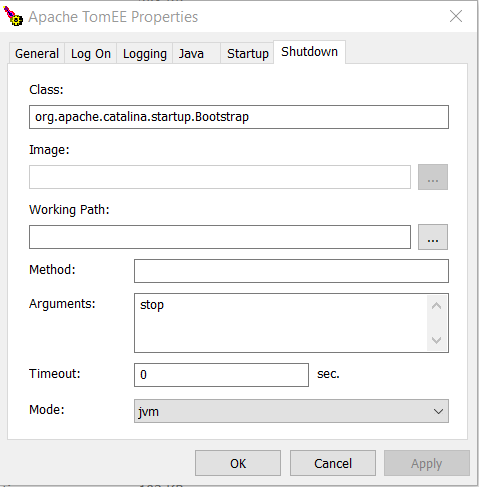 Apache TomEE Properties
General Log On Logging Java Startup Shutdown
Class:
org.apache.catalina.startup.Bootstrap
Image:
...
Working Path:
...
Method:
Arguments: stop
Timeout: 0 sec.
Mode: jvm
OK Cancel Apply